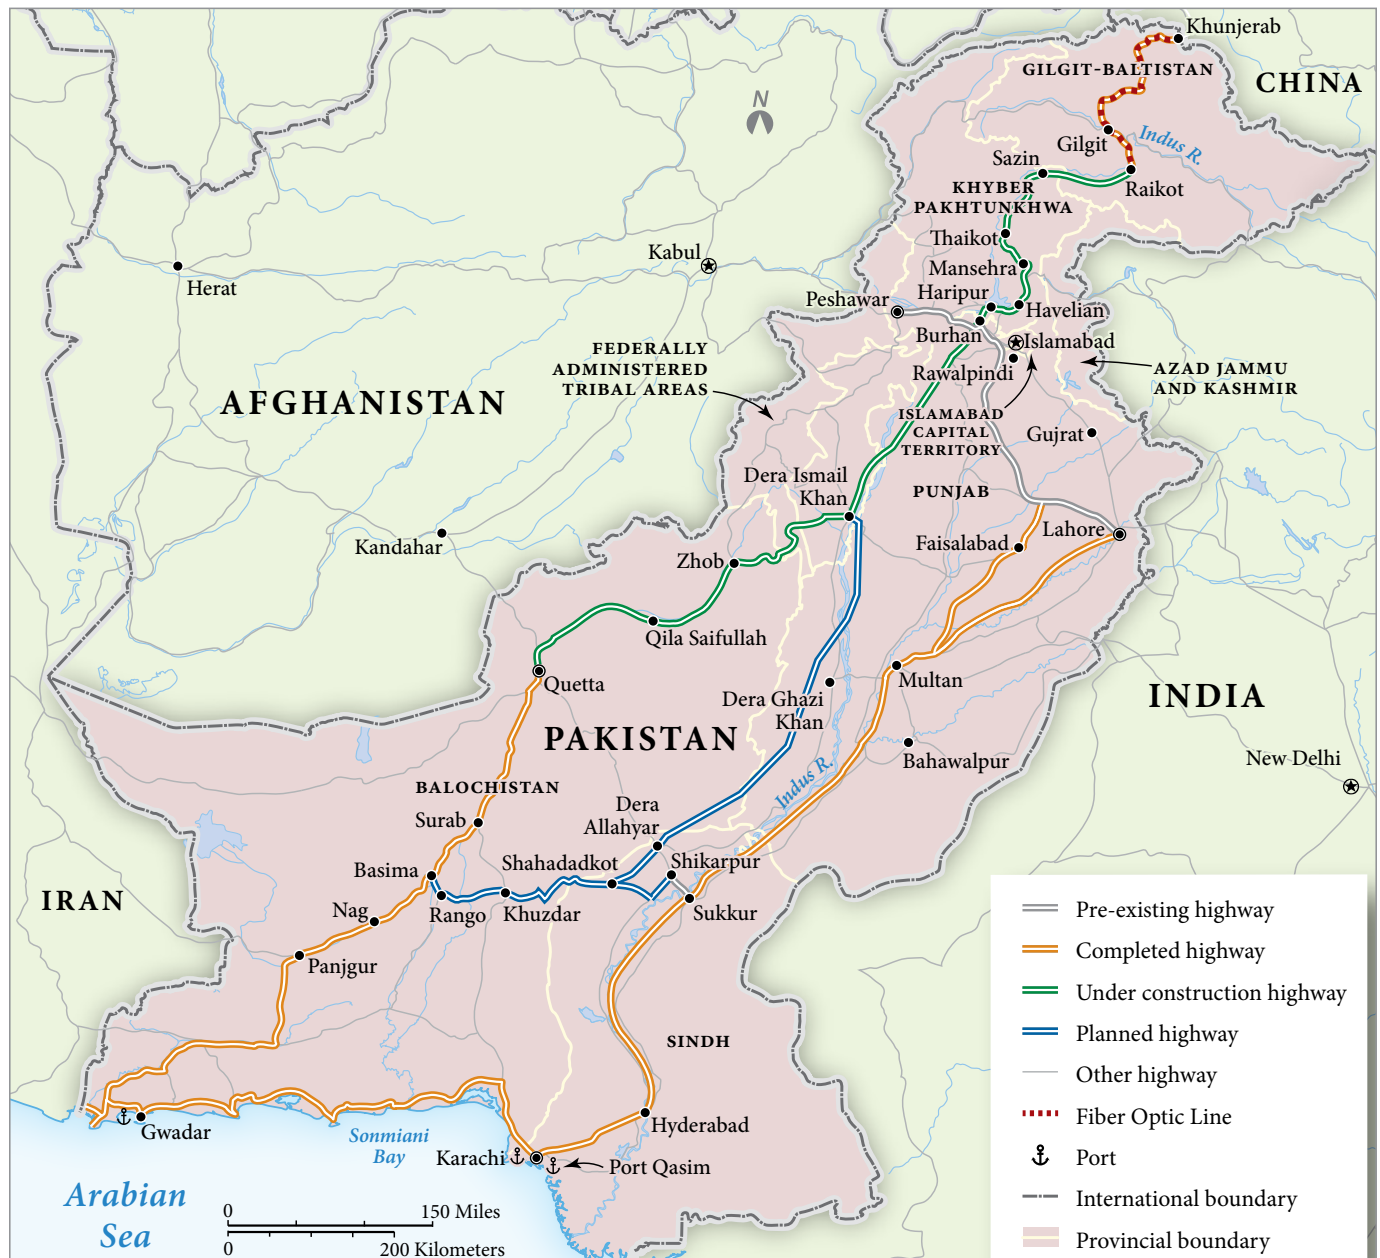 Khunjerab
GILGIT-BALTISTAN
CHINA
Gilgit
Indus R.
Sazin
Raikot
KHYBER
PAKHTUNKHWA
Thaikot
Mansehra
Haripur
Havelian
Peshawar
Burhan
Islamabad
Rawalpindi
N
Kabul
Herat
FEDERALLY
ADMINISTERED
TRIBAL AREAS
AZAD JAMMU
AND KASHMIR
AFGHANISTAN
ISLAMABAD
CAPITAL
TERRITORY
Gujrat
Dera Ismail
Khan
PUNJAB
Kandahar
Faisalabad
Lahore
Zhob
Qila Saifullah
Quetta
Multan
Dera Ghazi
Khan
INDIA
PAKISTAN
Bahawalpur
New Delhi
Indus R.
BALOCHISTAN
Dera
Allahyar
Surab
Shahadadkot
Shikarpur
Basima
IRAN
Nag
Rango
Khuzdar
Sukkur
Panjgur
SINDH
Gwadar
Sonmiani
Bay
Hyderabad
Karachi
Port Qasim
Arabian
Sea
0
150 Miles
0
200 Kilometers
Pre-existing highway
Completed highway
Under construction highway
Planned highway
Other highway
Fiber Optic Line
Port
International boundary
Provincial boundary